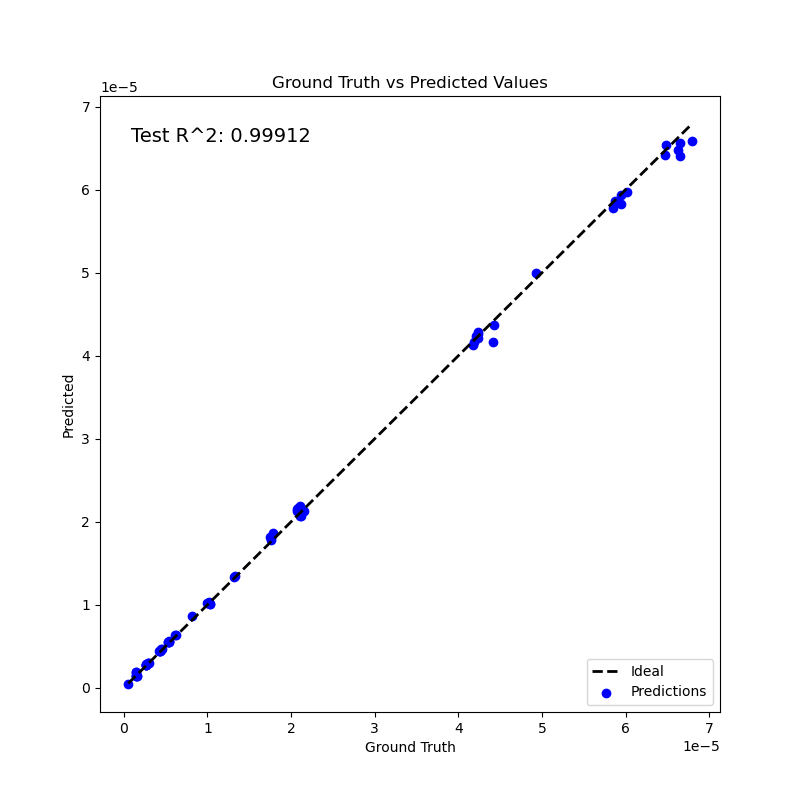 Ground Truth vs Predicted Values
1e−5
Test R^2: 0.99912
7
6
5
4
3
2
1
0
Predicted
Ideal
Predictions
0 1 2 3 4 5 6 7
Ground Truth
1e−5